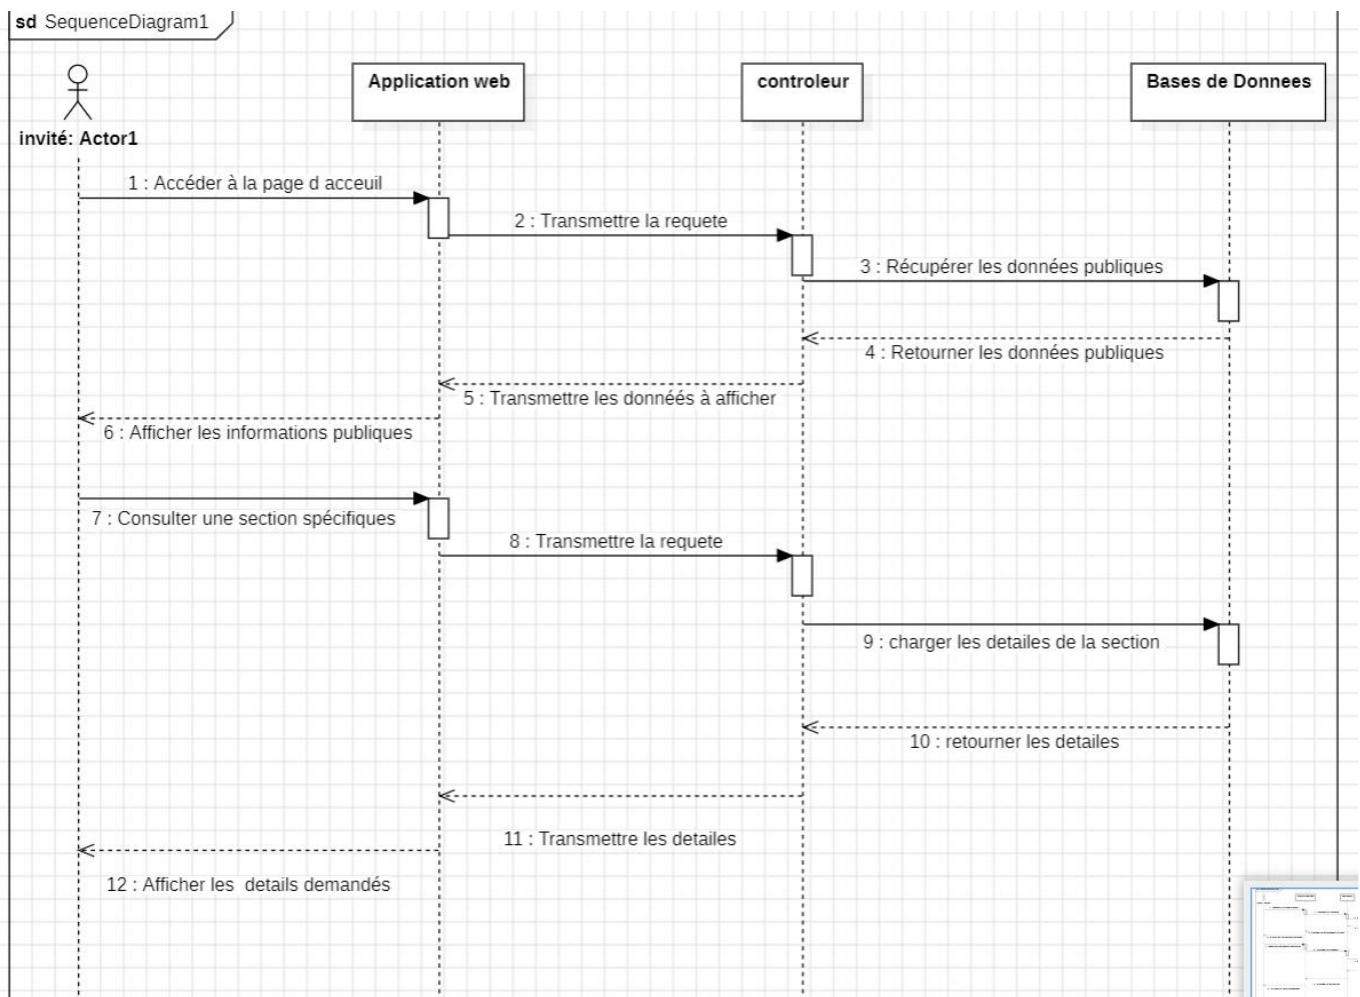 sd SequenceDiagram1
Application web
controleur
Bases de Donnees
invité: Actor1
1 : Accéder à la page d acceuil
2 : Transmettre la requete
3 : Récupérer les données publiques
4 : Retourner les données publiques
5 : Transmettre les donnéés à afficher
6 : Afficher les informations publiques
7 : Consulter une section spécifiques
8 : Transmettre la requete
9 : charger les detailes de la section
10 : retourner les detailes
11 : Transmettre les detailes
12 : Afficher les  details demandés